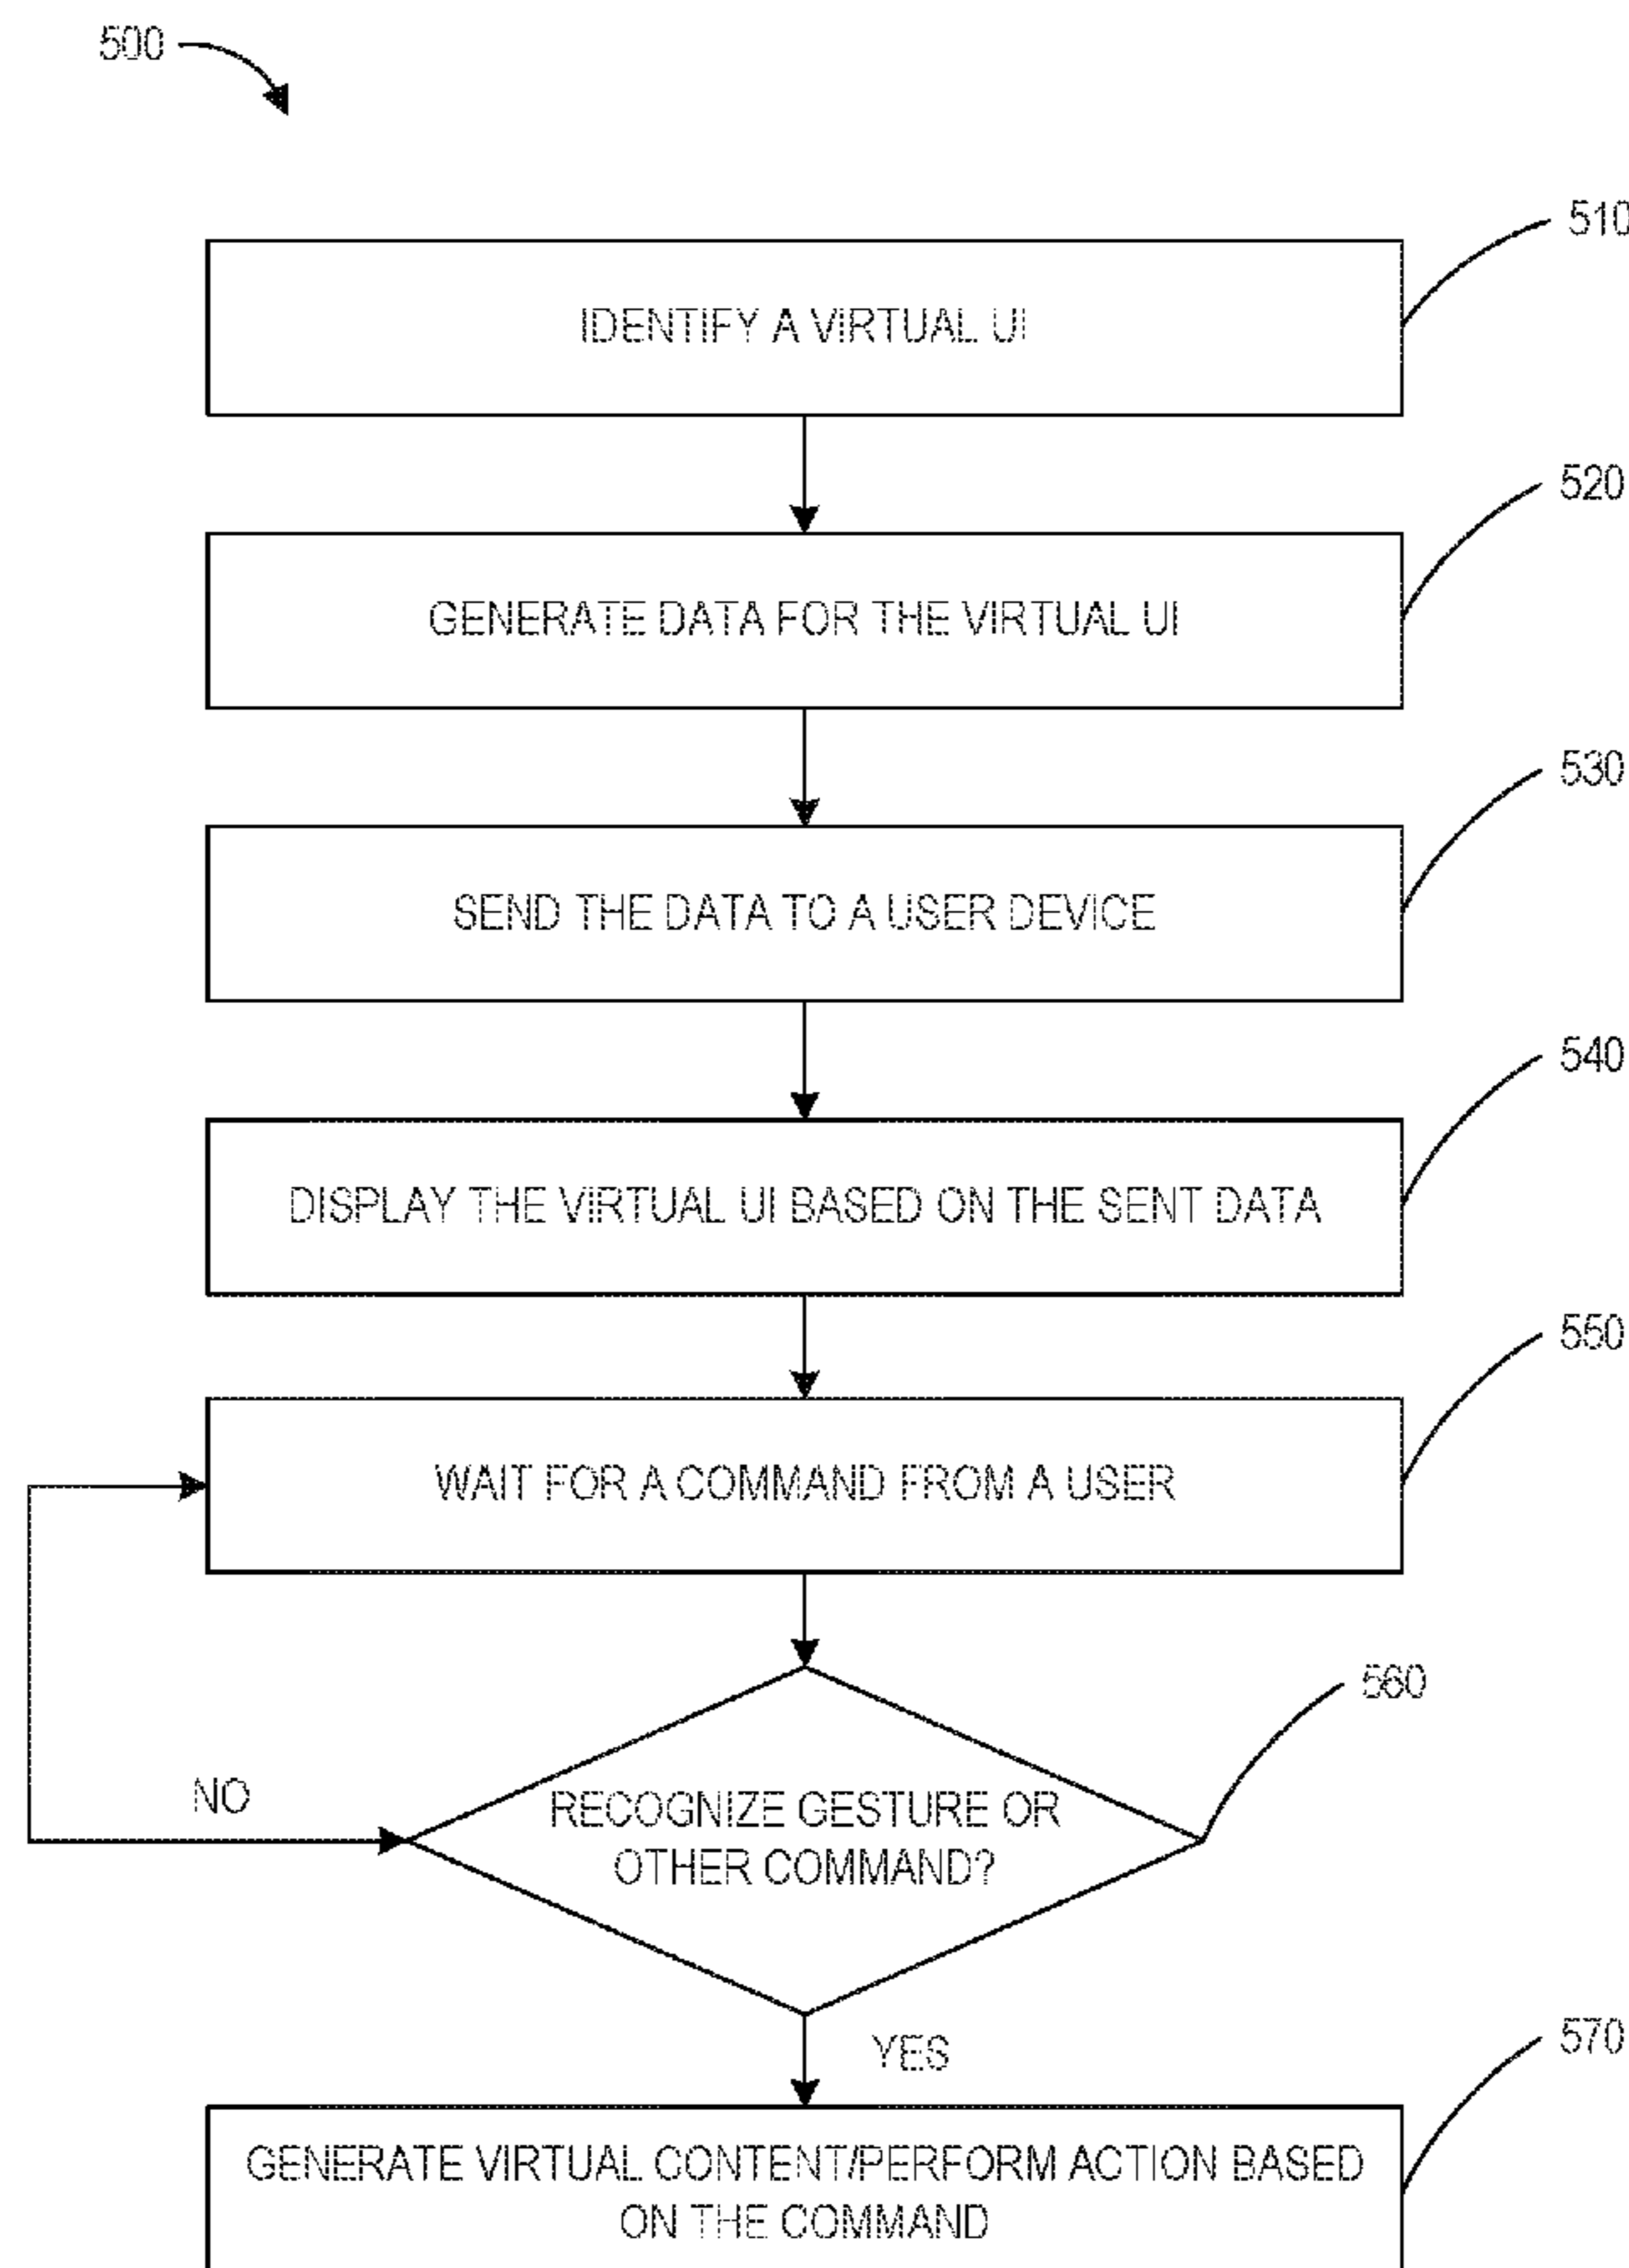 500
510
IDENTIFY A VIRTUAL UI
520
GENERATE DATA FOR THE VIRTUAL UI
530
SEND THE DATA TO A USER DEVICE
540
DISPLAY THE VIRTUAL UI BASED ON THE SENT DATA
550
WAIT FOR A COMMAND FROM A USER
560
NO
RECOGNIZE GESTURE OR
OTHER COMMAND?
YES
570
GENERATE VIRTUAL CONTENT/PERFORM ACTION BASED
ON THE COMMAND